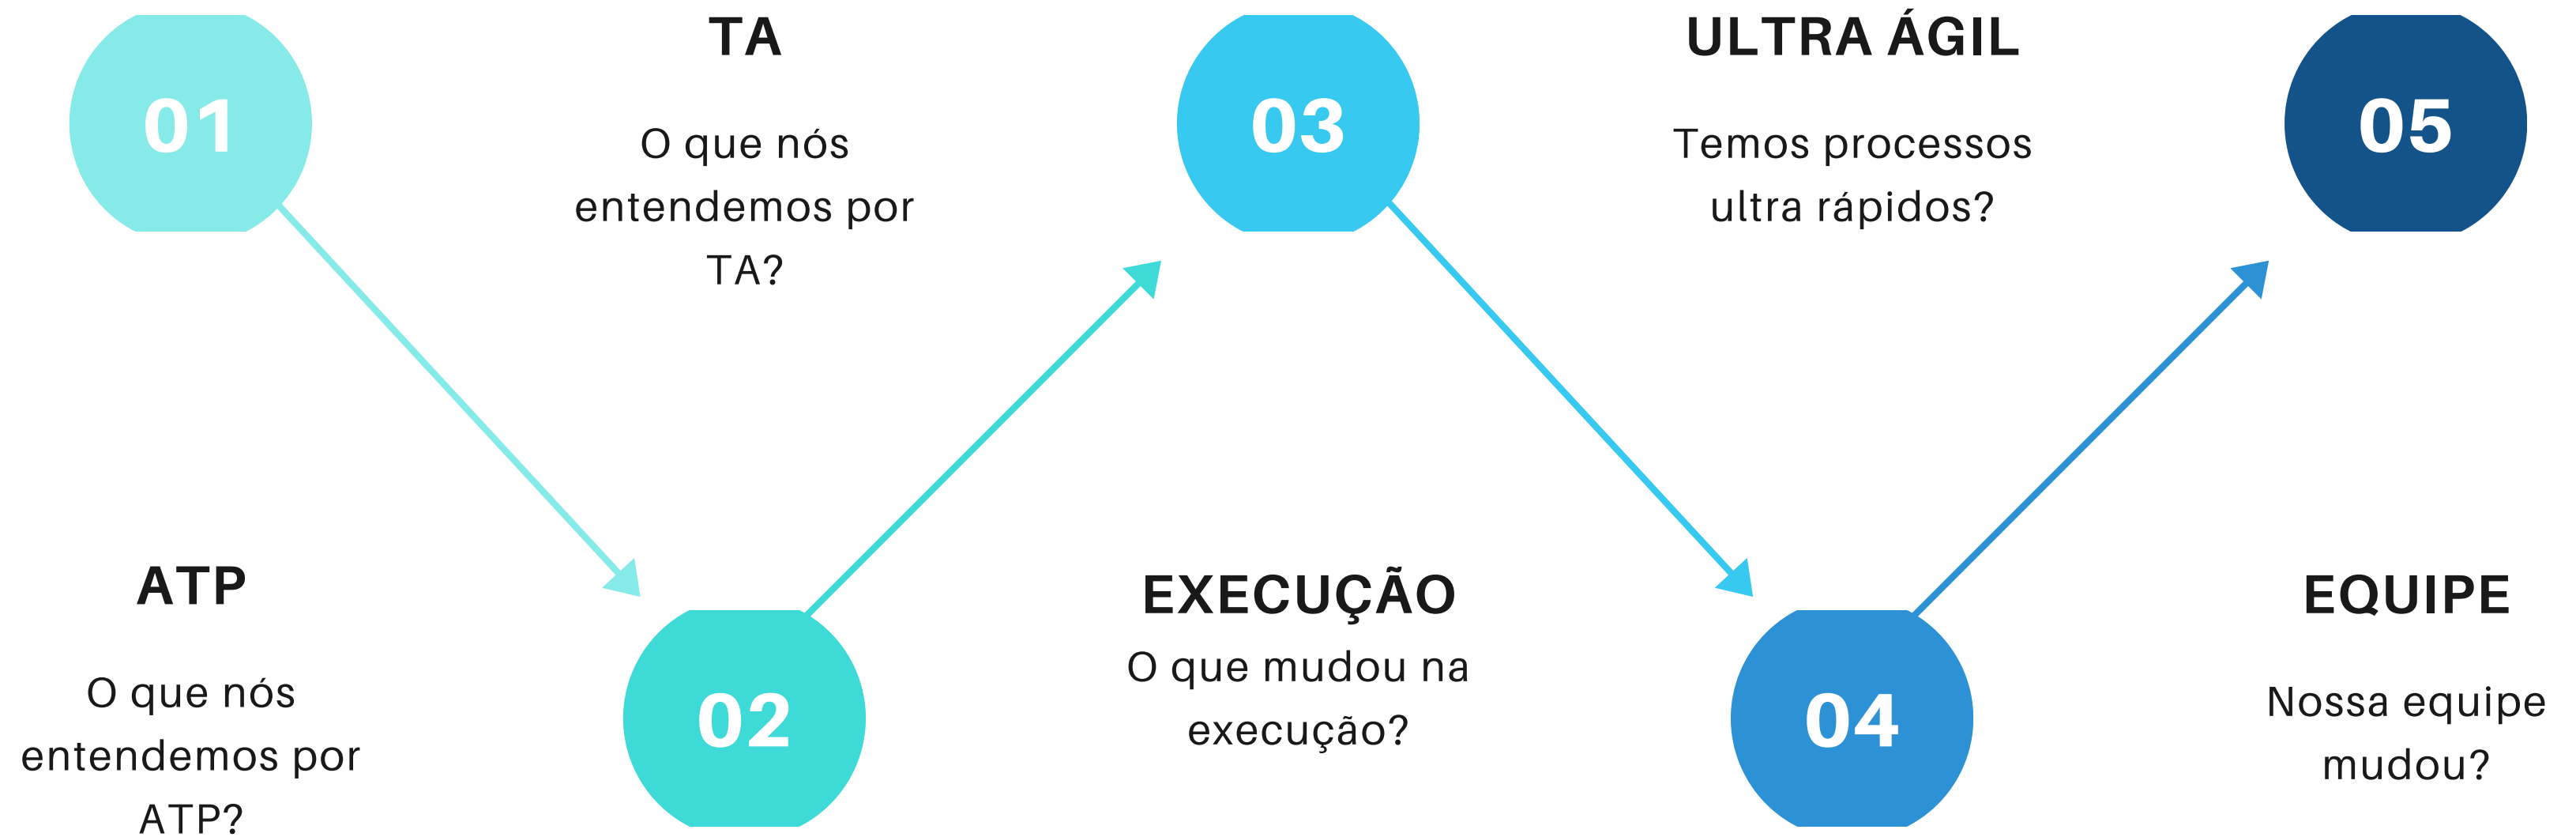 01
ATP
O que nós
entendemos por
ATP?
TA
O que nós
entendemos por
TA?
02
03
EXECUÇÃO
O que mudou na
execução?
ULTRA ÁGIL
Temos processos
ultra rápidos?
04
05
EQUIPE
Nossa equipe
mudou?